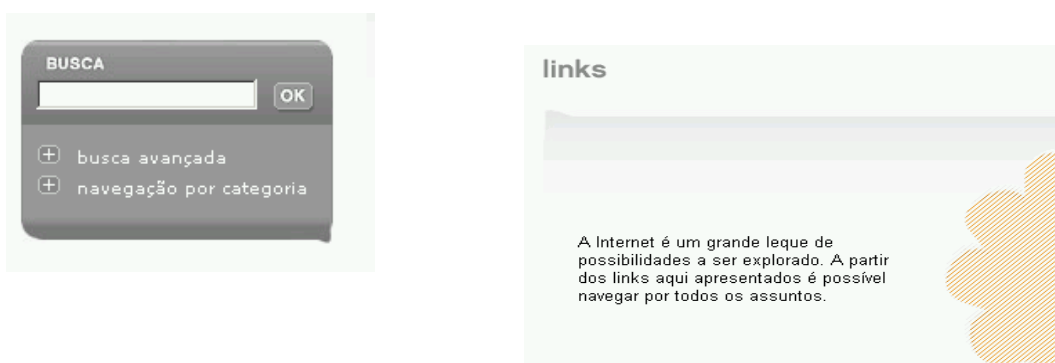 BUSCA
OK
busca avançada
navegação por categoria
links
A Internet é um grande leque de
possibilidades a ser explorado. A partir
dos links aqui apresentados é possível
navegar por todos os assuntos.